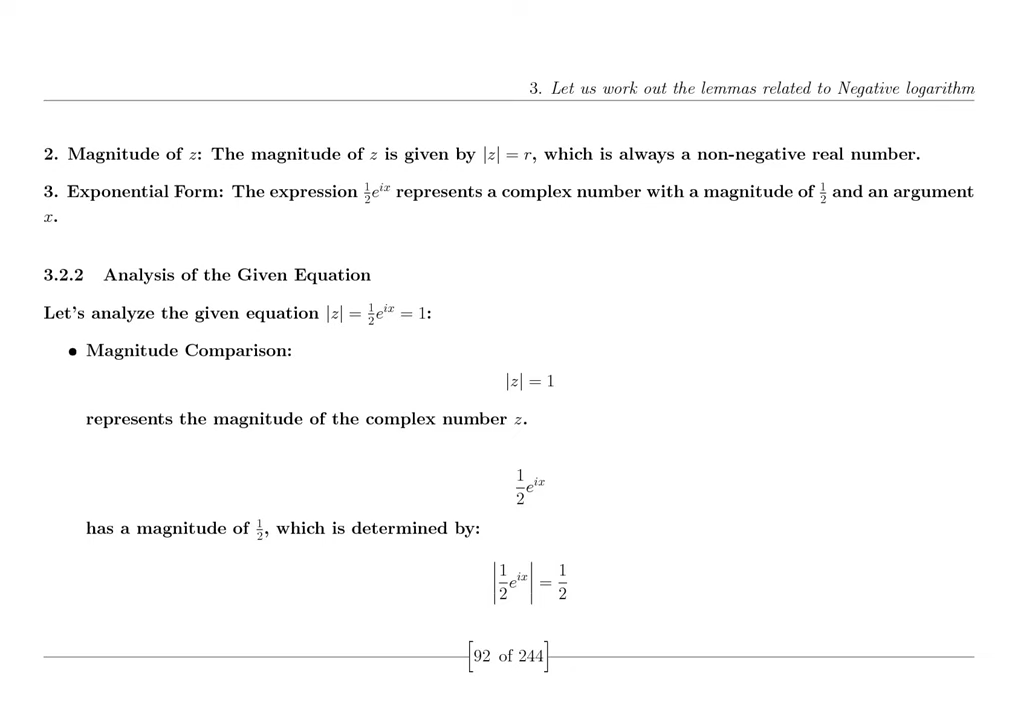 3. Let us work out the lemmas related to Negative logarithm
2. Magnitude of z: The magnitude of z is given by |z| = r, which is always a non-negative real number.
3. Exponential Form: The expression ½e^{ix} represents a complex number with a magnitude of ½ and an argument
x.
3.2.2 Analysis of the Given Equation
Let's analyze the given equation |z| = ½e^{ix} = 1:
• Magnitude Comparison:
|z| = 1
represents the magnitude of the complex number z.
½e^{ix}
has a magnitude of ½, which is determined by:
|½e^{ix}| = ½
[92 of 244]